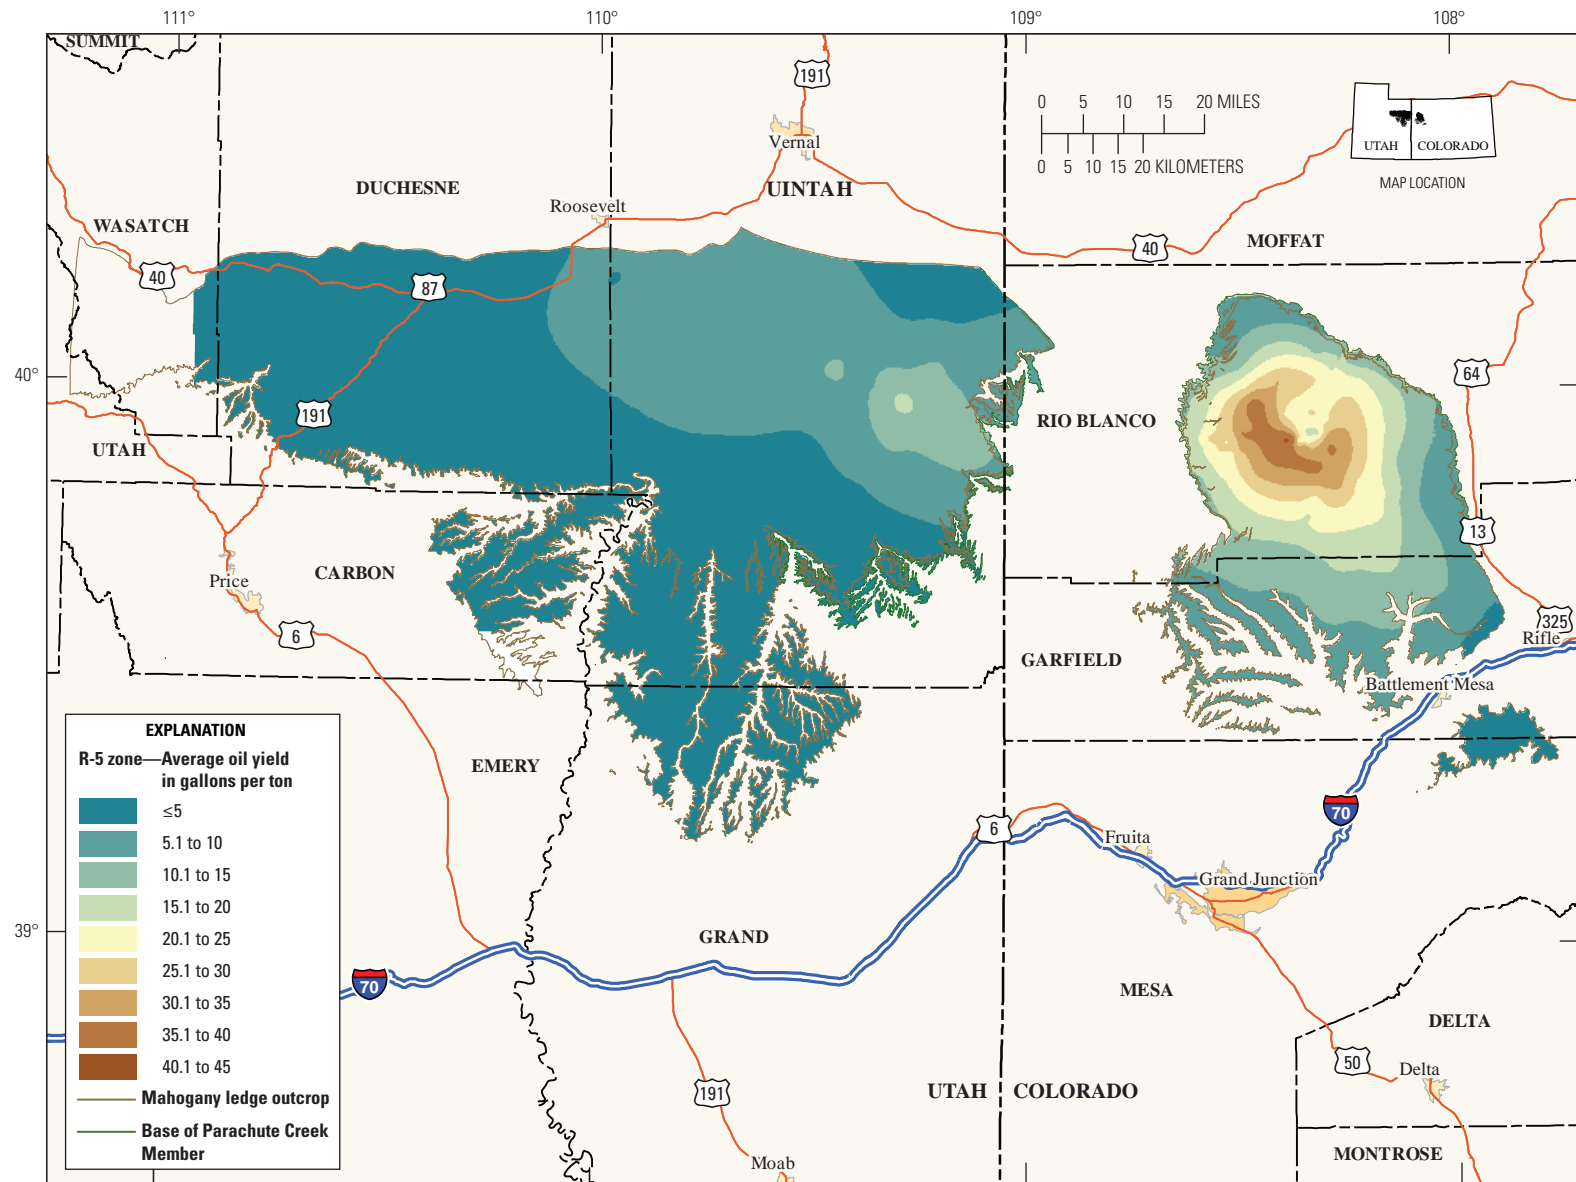 111°
110°
109°
108°
SUMMIT
191
0 5 10 15 20 MILES
0 5 10 15 20 KILOMETERS
UTAH
COLORADO
MAP LOCATION
Vernal
DUCHESNE
UINTAH
Roosevelt
WASATCH
MOFFAT
40
40
87
40°
64
191
RIO BLANCO
UTAH
13
Price
CARBON
6
325
Rifle
GARFIELD
Battlement Mesa
EXPLANATION
R-5 zone—Average oil yield
in gallons per ton
≤5
5.1 to 10
10.1 to 15
15.1 to 20
20.1 to 25
25.1 to 30
30.1 to 35
35.1 to 40
40.1 to 45
Mahogany ledge outcrop
Base of Parachute Creek
Member
EMERY
70
6
Fruita
Grand Junction
39°
GRAND
70
MESA
DELTA
50
Delta
191
UTAH
COLORADO
MONTROSE
Moab